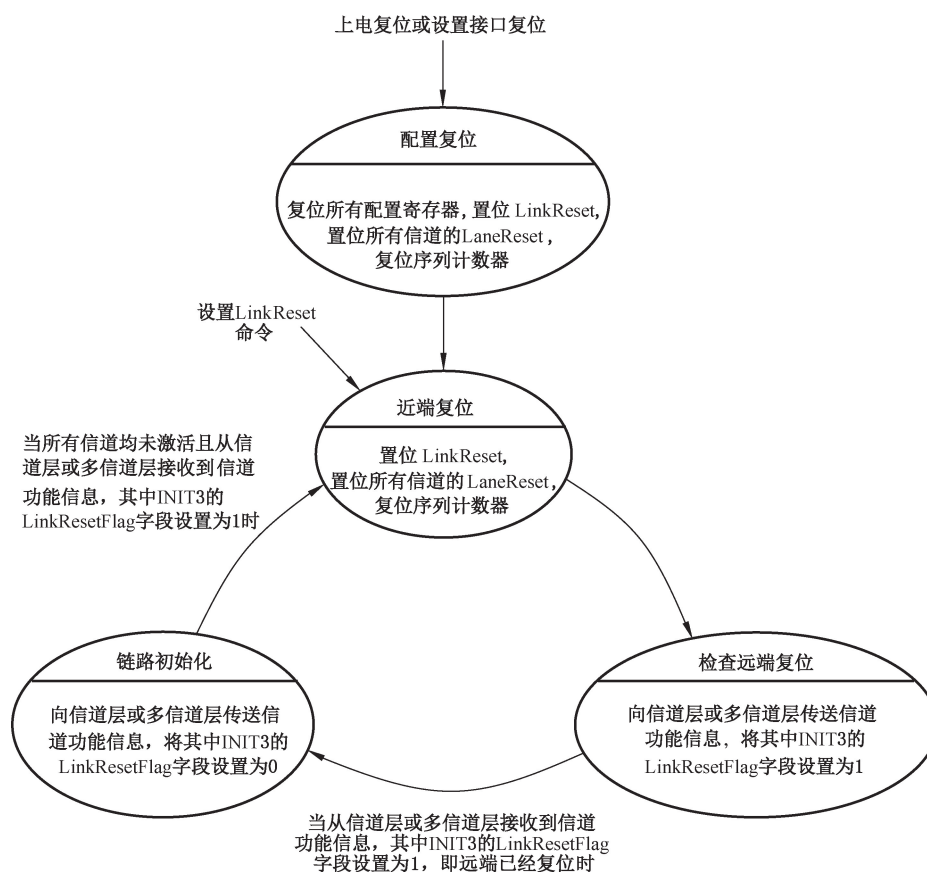 上电复位或设置接口复位
配置复位
复位所有配置寄存器, 置位 LinkReset,
置位所有信道的LaneReset ,
复位序列计数器
设置LinkReset
命令
近端复位
置位 LinkReset,
置位所有信道的 LaneReset ,
复位序列计数器
当所有信道均未激活且从信
道层或多信道层接收到信道
功能信息，其中INIT3的
LinkResetFlag字段设置为1时
链路初始化
向信道层或多信道层传送信
道功能信息，将其中INIT3的
LinkResetFlag字段设置为0
检查远端复位
向信道层或多信道层传送信道
功能信息, 将其中INIT3的
LinkResetFlag字段设置为1
当从信道层或多信道层接收到信道
功能信息，其中INIT3的LinkResetFlag
字段设置为1，即远端已经复位时